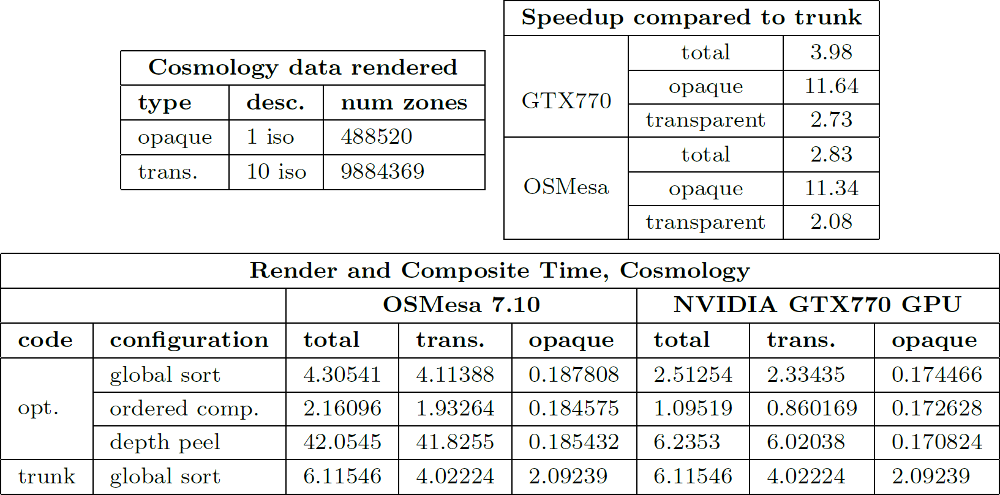 Cosmology data rendered
type desc. num zones
opaque 1 iso 488520
trans. 10 iso 9884369
Speedup compared to trunk
GTX770
total 3.98
opaque 11.64
transparent 2.73
OSMesa
total 2.83
opaque 11.34
transparent 2.08
Render and Composite Time, Cosmology
OSMesa 7.10 NVIDIA GTX770 GPU
code configuration total trans. opaque total trans. opaque
opt.
global sort 4.30541 4.11388 0.187808 2.51254 2.33435 0.174466
ordered comp. 2.16096 1.93264 0.184575 1.09519 0.860169 0.172628
depth peel 42.0545 41.8255 0.185432 6.2353 6.02038 0.170824
trunk global sort 6.11546 4.02224 2.09239 6.11546 4.02224 2.09239